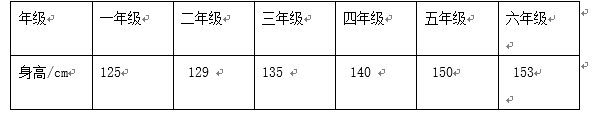 年级 一年级 二年级 三年级 四年级 五年级 六年级
身高/cm 125 129 135 140 150 153